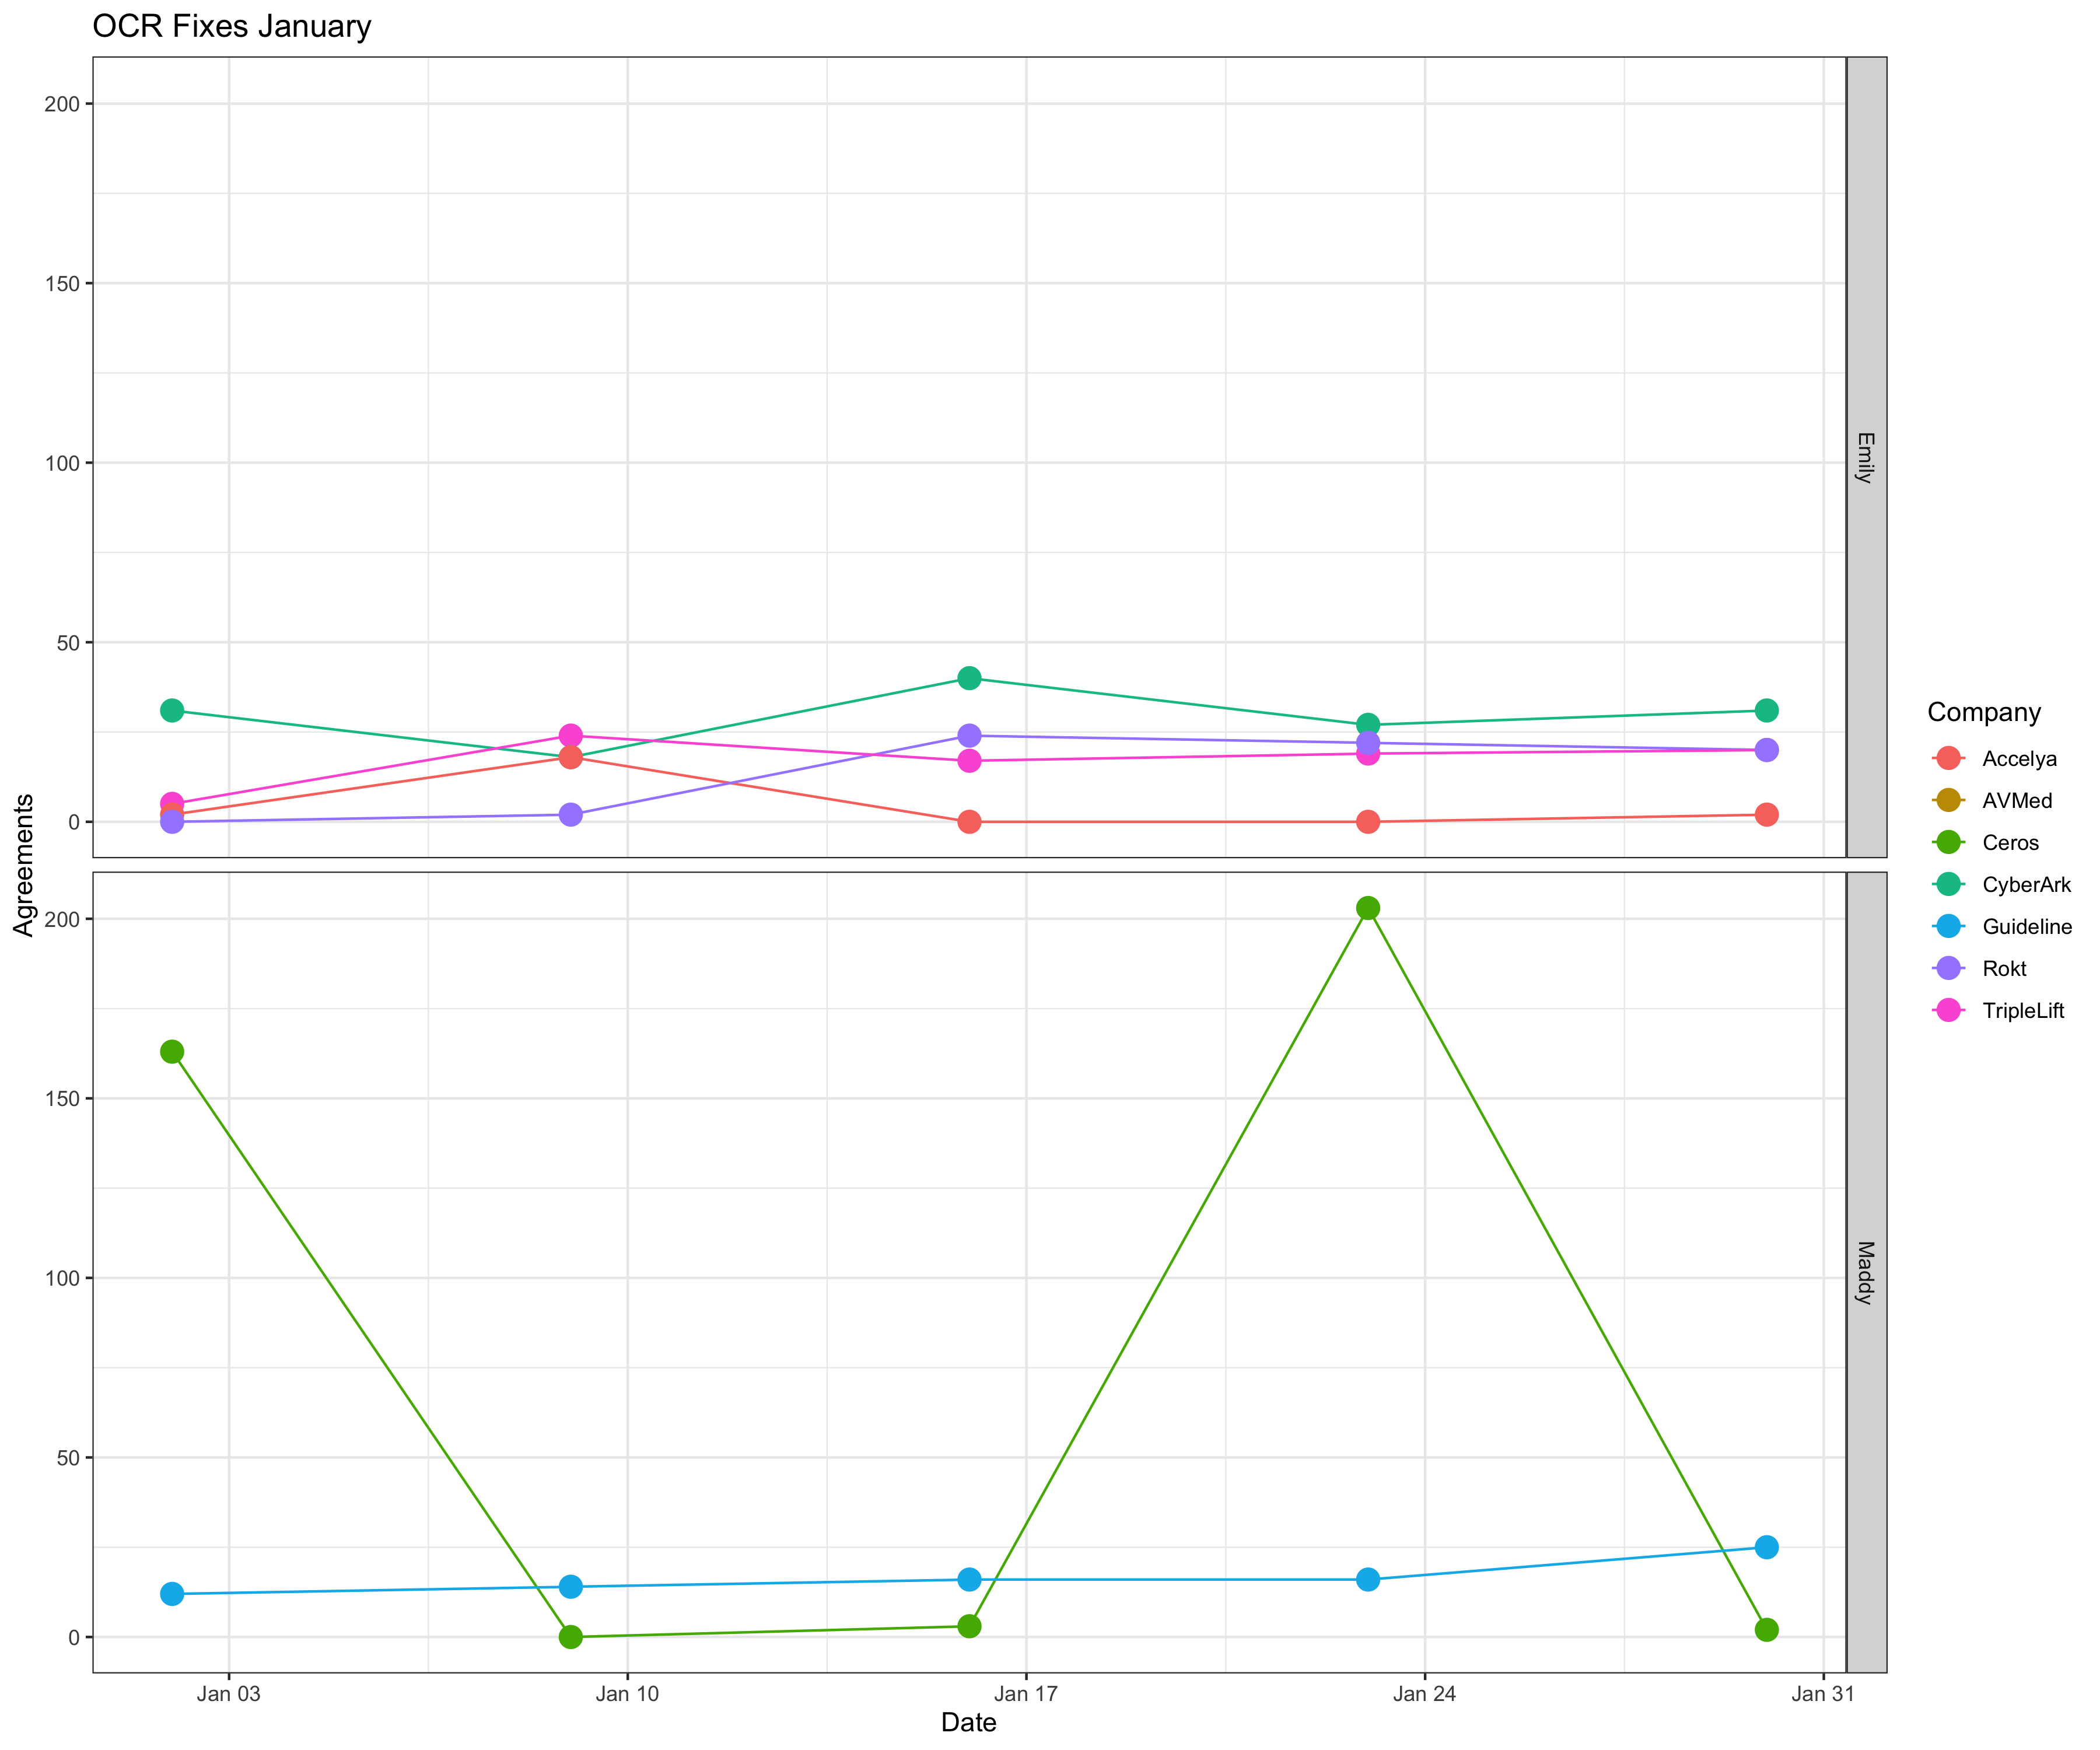 OCR Fixes January
Agreements
200
150
100
50
0
Emily
200
150
100
50
0
Maddy
Jan 03
Jan 10
Jan 17
Jan 24
Jan 31
Date
Company
Accelya
AVMed
Ceros
CyberArk
Guideline
Rokt
TripleLift